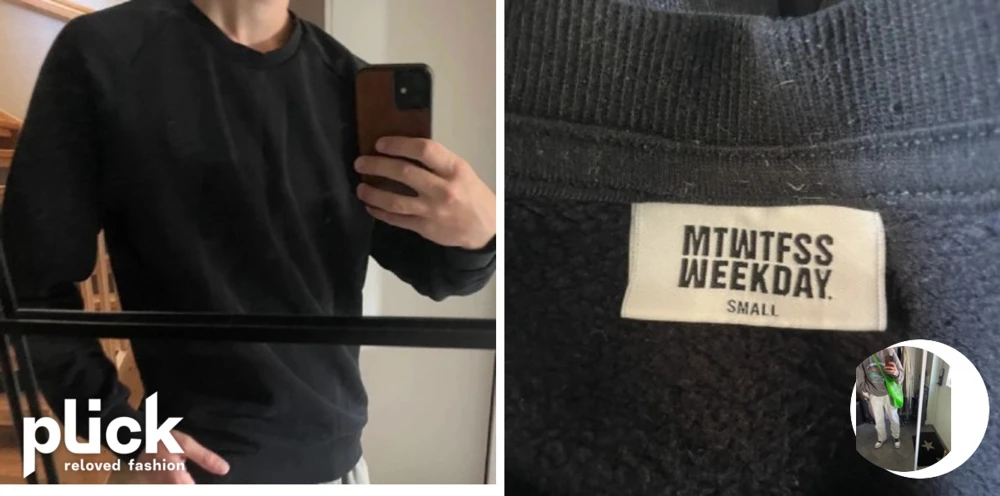 plick
reloved fashion
MTWTFSS
WEEKDAY.
SMALL